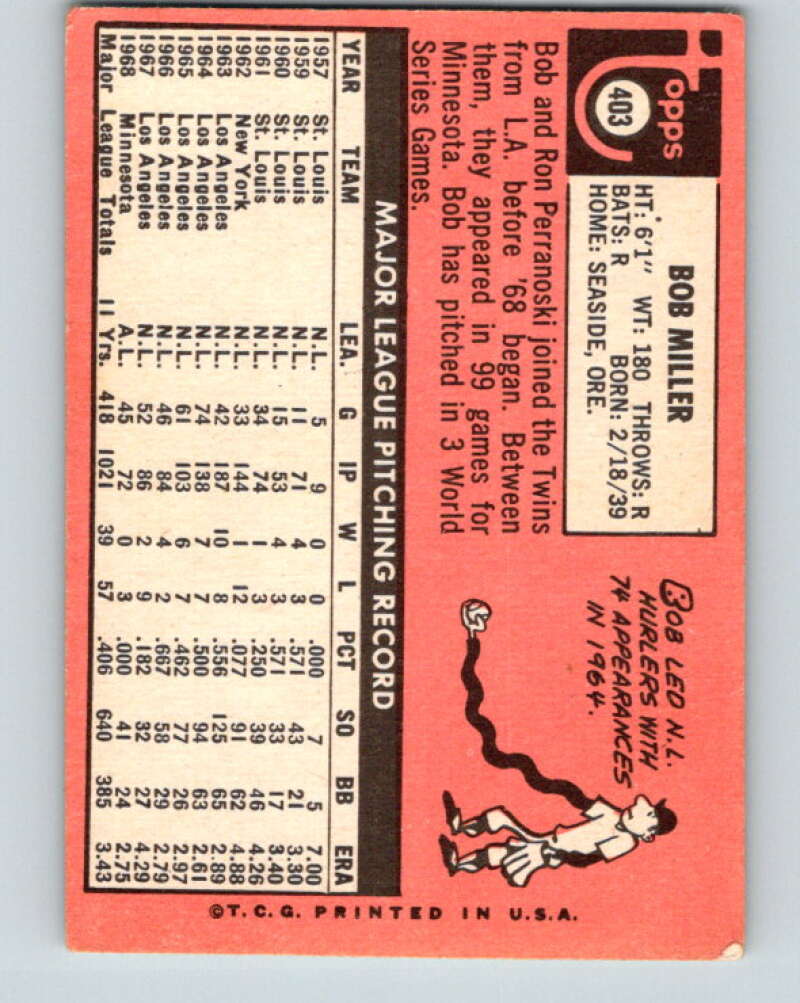 Topps
403
BOB MILLER
HT: 6'1" WT: 180 THROWS: R
BATS: R BORN: 2/18/39
HOME: SEASIDE, ORE.
BOB LED N.L.
HURLERS WITH
74 APPEARANCES
IN 1964.
Bob and Ron Perranoski joined the Twins
from L.A. before '68 began. Between
them, they appeared in 99 games for
Minnesota. Bob has pitched in 3 World
Series Games.
MAJOR LEAGUE PITCHING RECORD
YEAR TEAM LEA. G IP W L PCT SO BB ERA
1957 St. Louis N.L. 5 9 0 0 .000 7 5 7.00
1959 St. Louis N.L. 11 71 4 3 .571 43 21 3.30
1960 St. Louis N.L. 15 53 4 3 .571 33 17 3.40
1961 St. Louis N.L. 34 74 1 3 .250 39 46 4.26
1962 New York N.L. 33 144 1 12 .077 91 62 4.88
1963 Los Angeles N.L. 42 187 10 8 .556 125 65 2.89
1964 Los Angeles N.L. 74 138 7 7 .500 94 63 2.61
1965 Los Angeles N.L. 61 103 6 7 .462 77 26 2.97
1966 Los Angeles N.L. 46 84 4 2 .667 58 29 2.79
1967 Los Angeles N.L. 52 86 2 9 .182 32 27 4.29
1968 Minnesota A.L. 45 72 0 3 .000 41 24 2.75
Major League Totals 11 Yrs. 418 1021 39 57 .406 640 385 3.43
©T.C.G. PRINTED IN U.S.A.